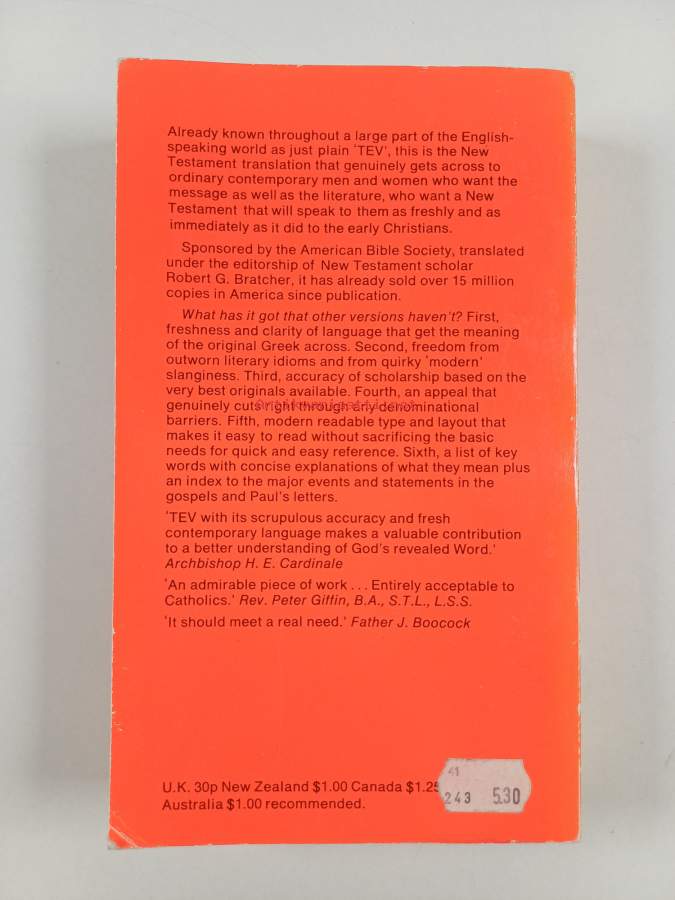 Already known throughout a large part of the English-
speaking world as just plain 'TEV', this is the New
Testament translation that genuinely gets across to
ordinary contemporary men and women who want the
message as well as the literature, who want a New
Testament that will speak to them as freshly and as
immediately as it did to the early Christians.
Sponsored by the American Bible Society, translated
under the editorship of New Testament scholar
Robert G. Bratcher, it has already sold over 15 million
copies in America since publication.
What has it got that other versions haven't? First,
freshness and clarity of language that get the meaning
of the original Greek across. Second, freedom from
outworn literary idioms and from quirky 'modern'
slanginess. Third, accuracy of scholarship based on the
very best originals available. Fourth, an appeal that
genuinely cuts right through denominational
barriers. Fifth, modern readable type and layout that
makes it easy to read without sacrificing the basic
needs for quick and easy reference. Sixth, a list of key
words with concise explanations of what they mean plus
an index to the major events and statements in the
gospels and Paul's letters.
'TEV with its scrupulous accuracy and fresh
contemporary language makes a valuable contribution
to a better understanding of God's revealed Word.'
Archbishop H. E. Cardinale
'An admirable piece of work . . . Entirely acceptable to
Catholics.' Rev. Peter Giffin, B.A., S.T.L., L.S.S.
'It should meet a real need.' Father J. Boocock
U.K. 30p New Zealand $1.00 Canada $1.25
Australia $1.00 recommended.
41
243 530